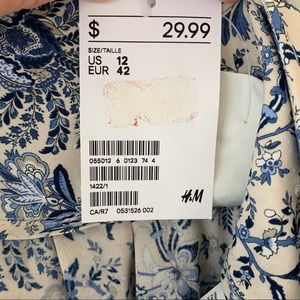 $ 29.99
SIZE/TAILLE
US 12
EUR 42
055012 6 0123 74 4
1422/1
H&M
CA/R7 0531526 002